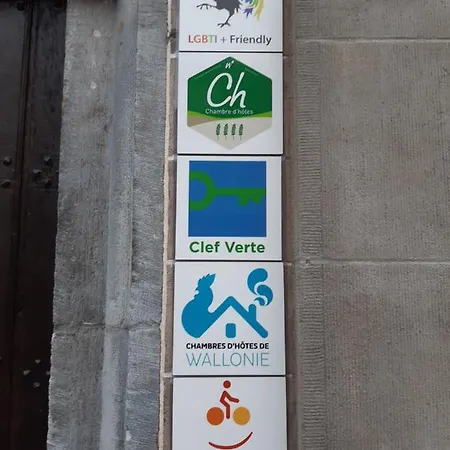 LGBTI + Friendly
Ch
Chambre d'hôtes
Clef Verte
CHAMBRES D'HÔTES DE
WALLONIE